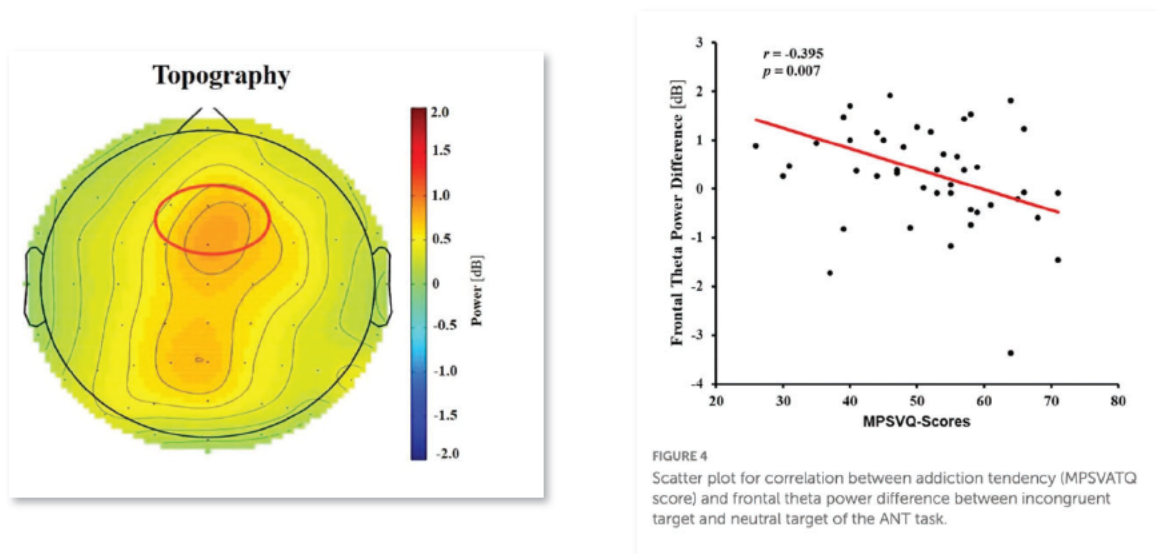 Topography
2.0
1.5
1.0
0.5
0
-0.5
-1.0
-1.5
-2.0
Power [dB]
r = -0.395
p = 0.007
3
2
1
0
-1
-2
-3
-4
Frontal Theta Power Difference [dB]
20 30 40 50 60 70 80
MPSVQ-Scores
FIGURE 4
Scatter plot for correlation between addiction tendency (MPSVATQ
score) and frontal theta power difference between incongruent
target and neutral target of the ANT task.